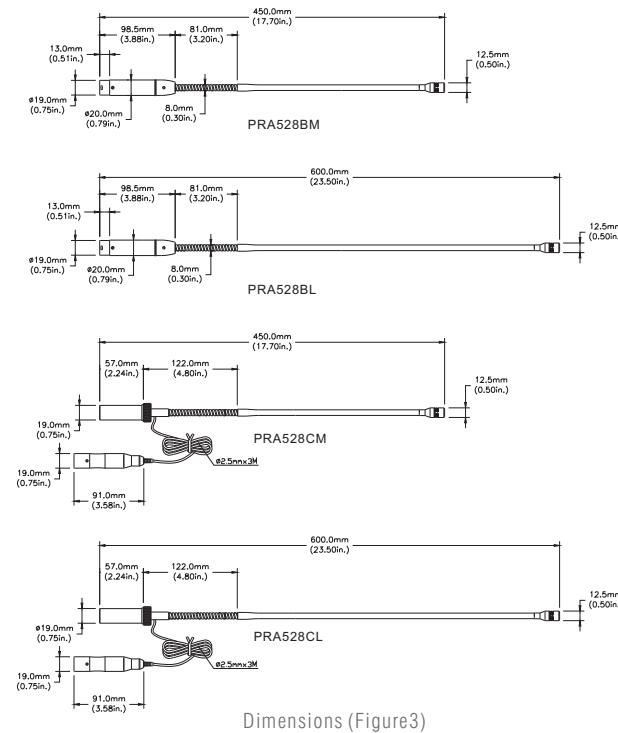 450.0mm
(17.70in.)
98.5mm
(3.88in.)
81.0mm
(3.20in.)
13.0mm
(0.51in.)
12.5mm
(0.50in.)
ø19.0mm
(0.75in.)
ø20.0mm
(0.79in.)
8.0mm
(0.30in.)
PRA528BM
600.0mm
(23.50in.)
98.5mm
(3.88in.)
81.0mm
(3.20in.)
13.0mm
(0.51in.)
12.5mm
(0.50in.)
ø19.0mm
(0.75in.)
ø20.0mm
(0.79in.)
8.0mm
(0.30in.)
PRA528BL
450.0mm
(17.70in.)
57.0mm
(2.24in.)
122.0mm
(4.80in.)
12.5mm
(0.50in.)
19.0mm
(0.75in.)
PRA528CM
ø2.5mmx3M
19.0mm
(0.75in.)
91.0mm
(3.58in.)
600.0mm
(23.50in.)
57.0mm
(2.24in.)
122.0mm
(4.80in.)
12.5mm
(0.50in.)
ø19.0mm
(0.75in.)
PRA528CL
ø2.5mmx3M
19.0mm
(0.75in.)
91.0mm
(3.58in.)
Dimensions (Figure3)